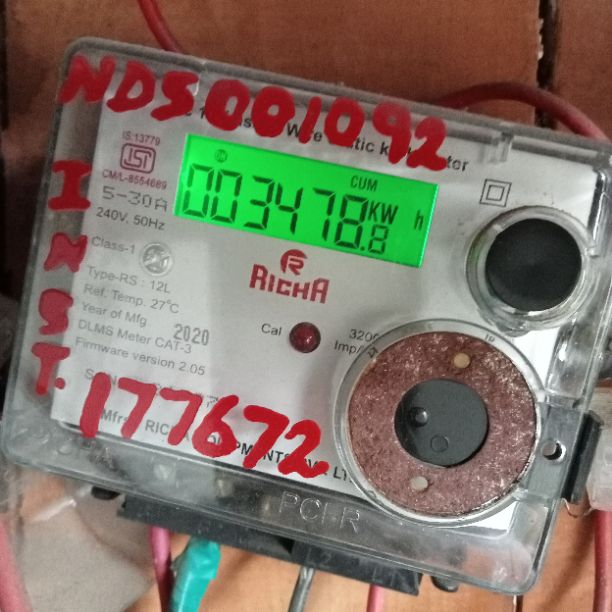 NDS001092
IS:13779
ISI
CM/L-8554669
5-30A
240V. 50Hz
CUM
003478.8 KW h
RICHA
Class-1
Type-RS : 12L
Ref. Temp. 27°C
Year of Mfg 2020
DLMS Meter CAT-3
Firmware version 2.05
Cal
3200
Imp/
INST.
177672
PCI-R